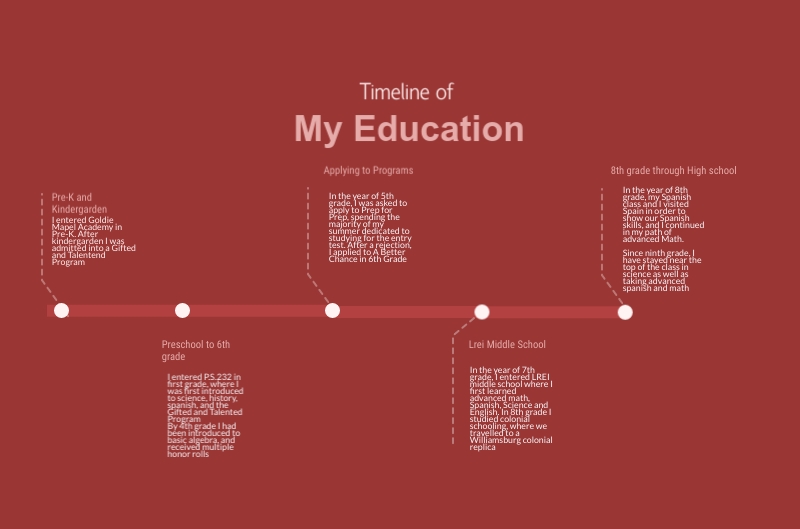 Timeline of
My Education
Pre-K and
Kindergarden
I entered Goldie
Mapel Academy in
Pre-K. After
kindergarden I was
admitted into a Gifted
and Talentend
Program
Preschool to 6th
grade
I entered P.S.232 in
first grade, where I
was first introduced
to science, history,
spanish, and the
Gifted and Talented
Program
By 4th grade I had
been introduced to
basic algebra, and
received multiple
honor rolls
Applying to Programs
In the year of 5th
grade, I was asked to
apply to Prep for
Prep, spending the
majority of my
summer dedicated to
studying for the entry
test. After a rejection,
I applied to A Better
Chance in 6th Grade
Lrei Middle School
In the year of 7th
grade, I entered LREI
middle school where I
first learned
advanced math,
Spanish, Science and
English. In 8th grade I
studied colonial
schooling, where we
travelled to a
Williamsburg colonial
replica
8th grade through High school
In the year of 8th
grade, my Spanish
class and I visited
Spain in order to
show our Spanish
skills, and I continued
in my path of
advanced Math.
Since ninth grade, I
have stayed near the
top of the class in
science as well as
taking advanced
spanish and math